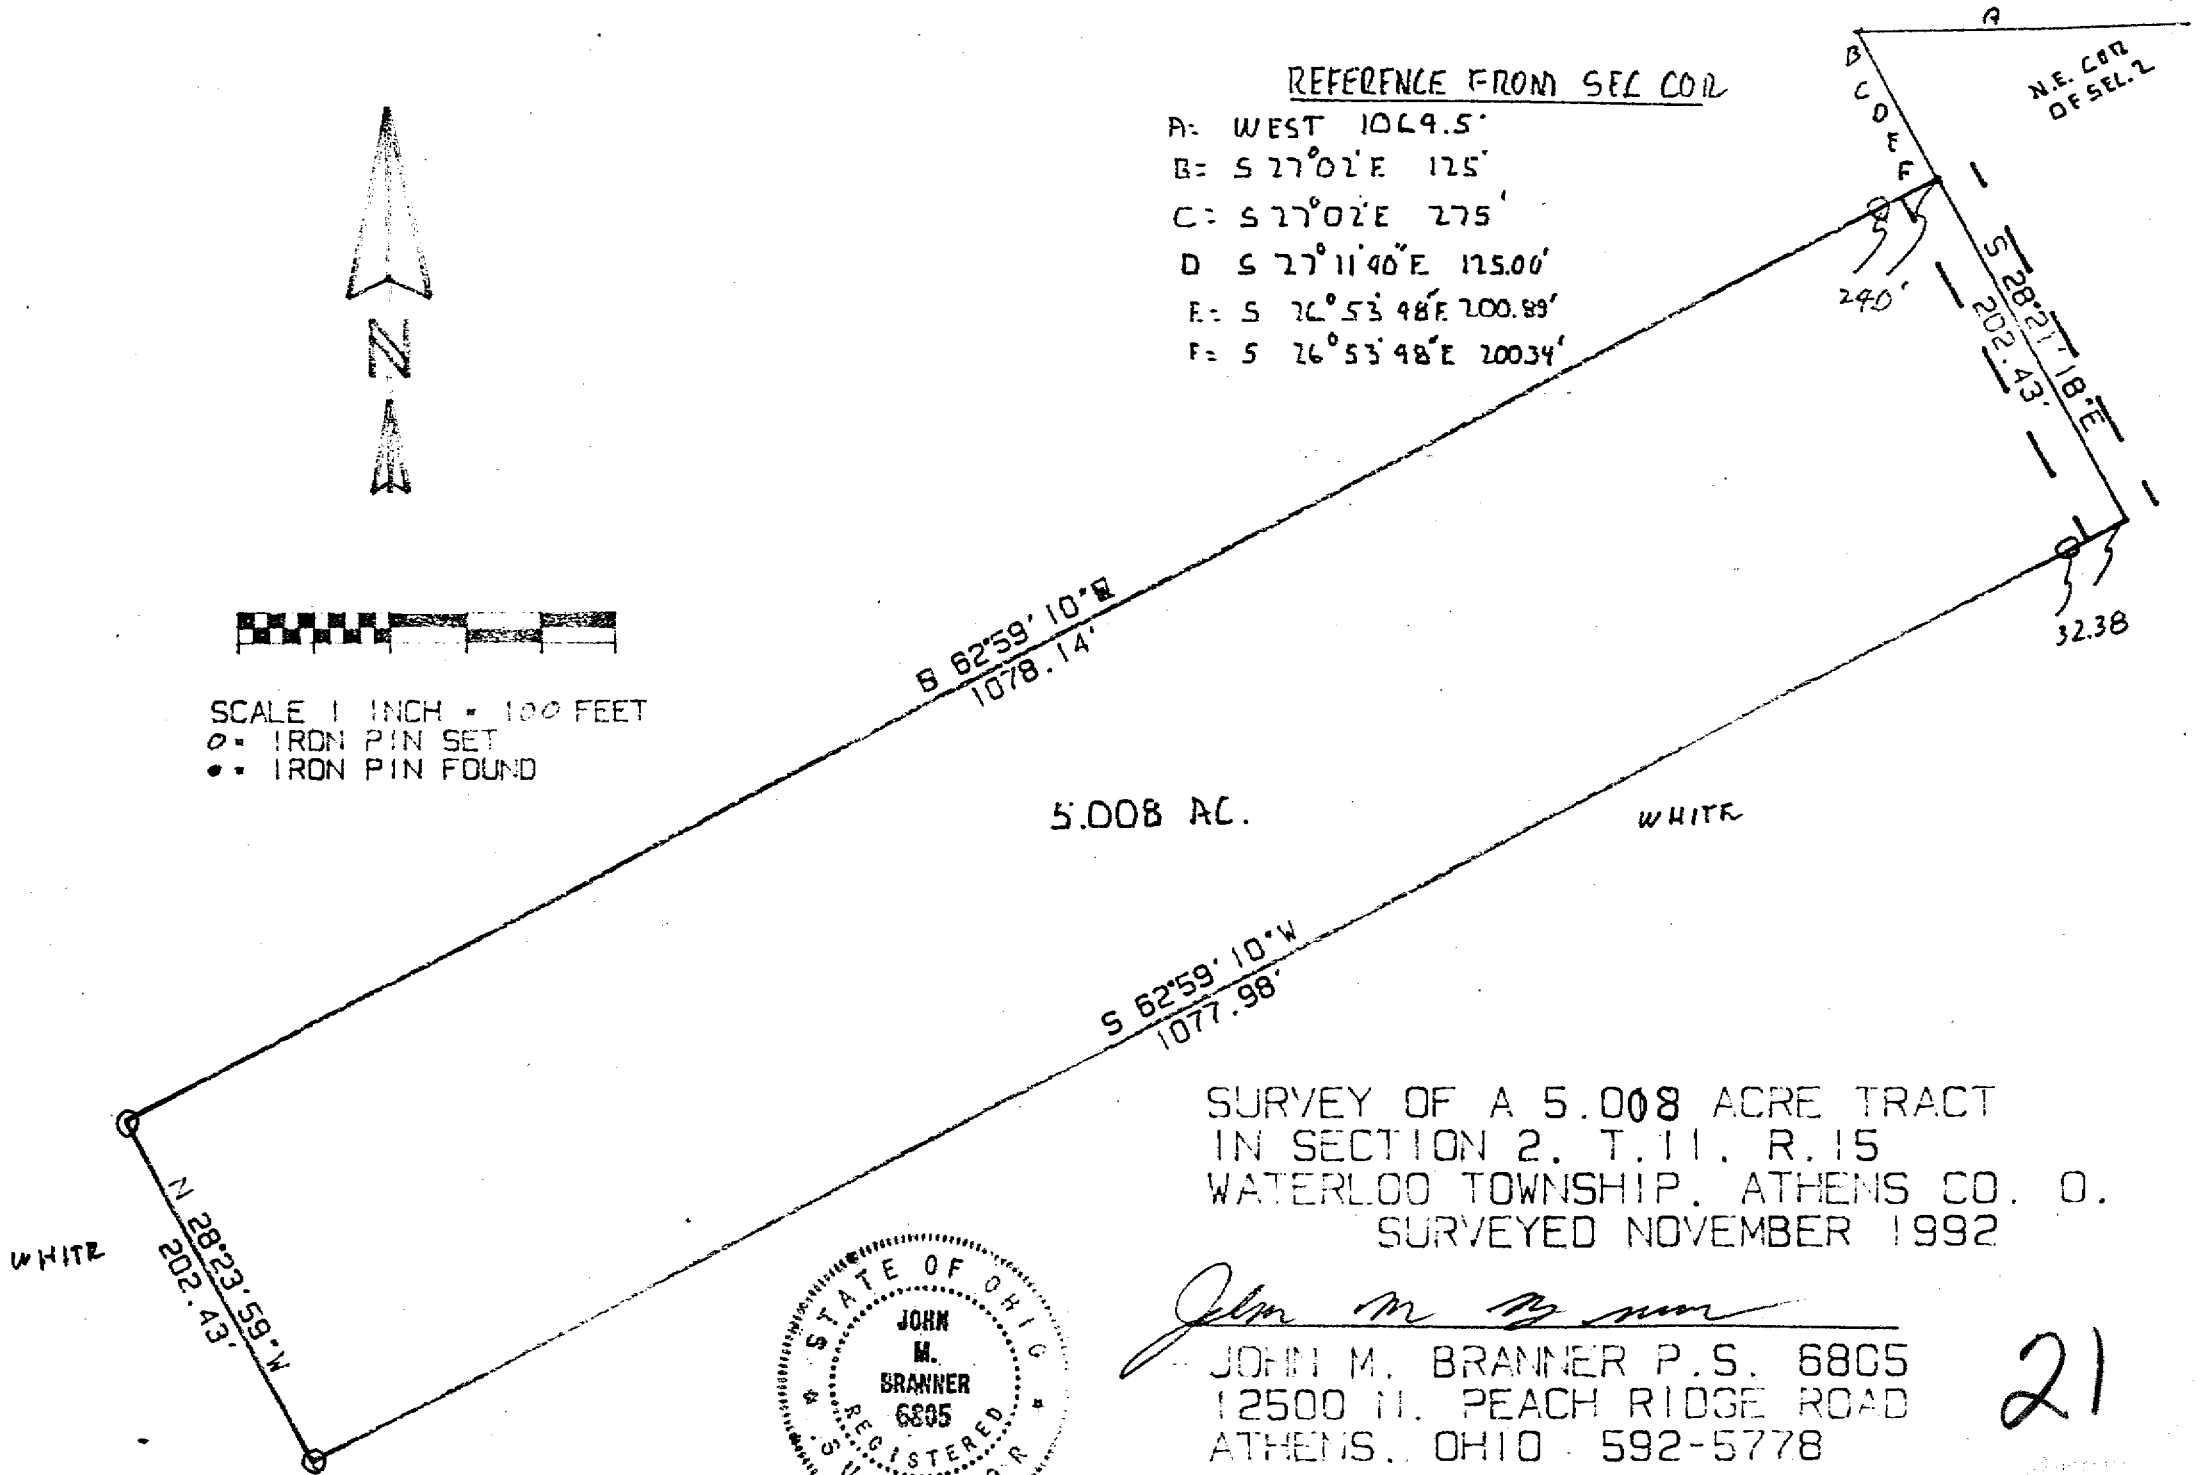 A
B
C
D
E
F
N.E. COR
OF SEC. 2
REFERENCE FROM SEC COR
A= WEST 1069.5'
B= S 27°02'E 125'
C= S 27°02'E 275'
D S 27°11'40"E 125.00'
E= S 26°53'48"E 200.89'
F= S 26°53'48"E 200.34'
N
240'
S 28°21'18"E
202.43'
32.38
62°59'10"
1078.14'
SCALE 1 INCH = 100 FEET
O = IRON PIN SET
● = IRON PIN FOUND
5.008 AC.
WHITE
S 62°59'10"W
1077.98'
WHITE
N 28°23'59"W
202.43'
SURVEY OF A 5.008 ACRE TRACT
IN SECTION 2. T.11. R.15
WATERLOO TOWNSHIP. ATHENS CO. O.
SURVEYED NOVEMBER 1992
STATE OF OHIO
JOHN
M.
BRANNER
6805
REGISTERED
JOHN M. BRANNER P.S. 6805
12500 N. PEACH RIDGE ROAD
ATHENS. OHIO 592-5778
21